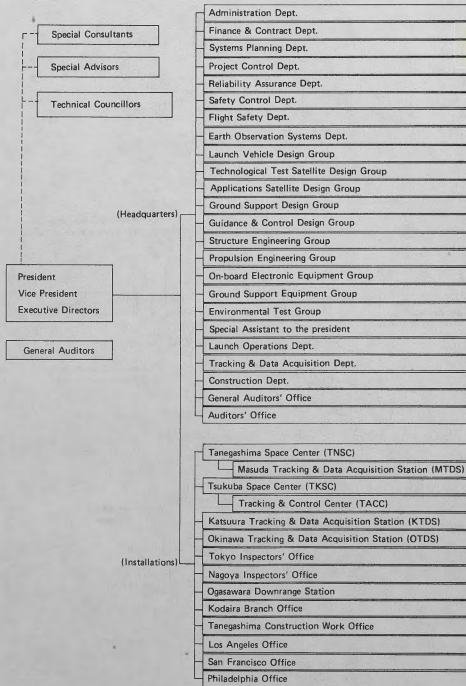 Special Consultants
Special Advisors
Technical Councillors
President
Vice President
Executive Directors
General Auditors
(Headquarters)
Administration Dept.
Finance & Contract Dept.
Systems Planning Dept.
Project Control Dept.
Reliability Assurance Dept.
Safety Control Dept.
Flight Safety Dept.
Earth Observation Systems Dept.
Launch Vehicle Design Group
Technological Test Satellite Design Group
Applications Satellite Design Group
Ground Support Design Group
Guidance & Control Design Group
Structure Engineering Group
Propulsion Engineering Group
On-board Electronic Equipment Group
Ground Support Equipment Group
Environmental Test Group
Special Assistant to the president
Launch Operations Dept.
Tracking & Data Acquisition Dept.
Construction Dept.
General Auditors' Office
Auditors' Office
(Installations)
Tanegashima Space Center (TNSC)
Masuda Tracking & Data Acquisition Station (MTDS)
Tsukuba Space Center (TKSC)
Tracking & Control Center (TACC)
Katsuura Tracking & Data Acquisition Station (KTDS)
Okinawa Tracking & Data Acquisition Station (OTDS)
Tokyo Inspectors' Office
Nagoya Inspectors' Office
Ogasawara Downrange Station
Kodaira Branch Office
Tanegashima Construction Work Office
Los Angeles Office
San Francisco Office
Philadelphia Office